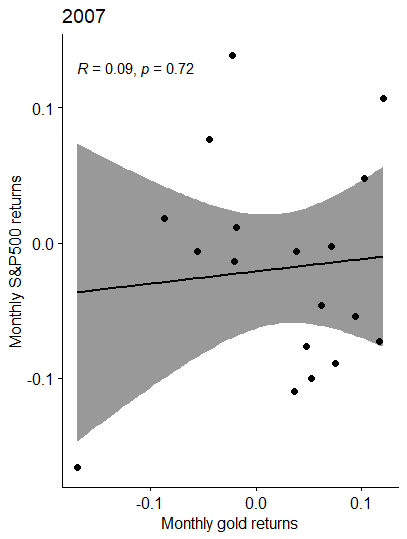 2007
R = 0.09, p = 0.72
0.1
0.0
-0.1
Monthly S&P500 returns
-0.1
0.0
0.1
Monthly gold returns